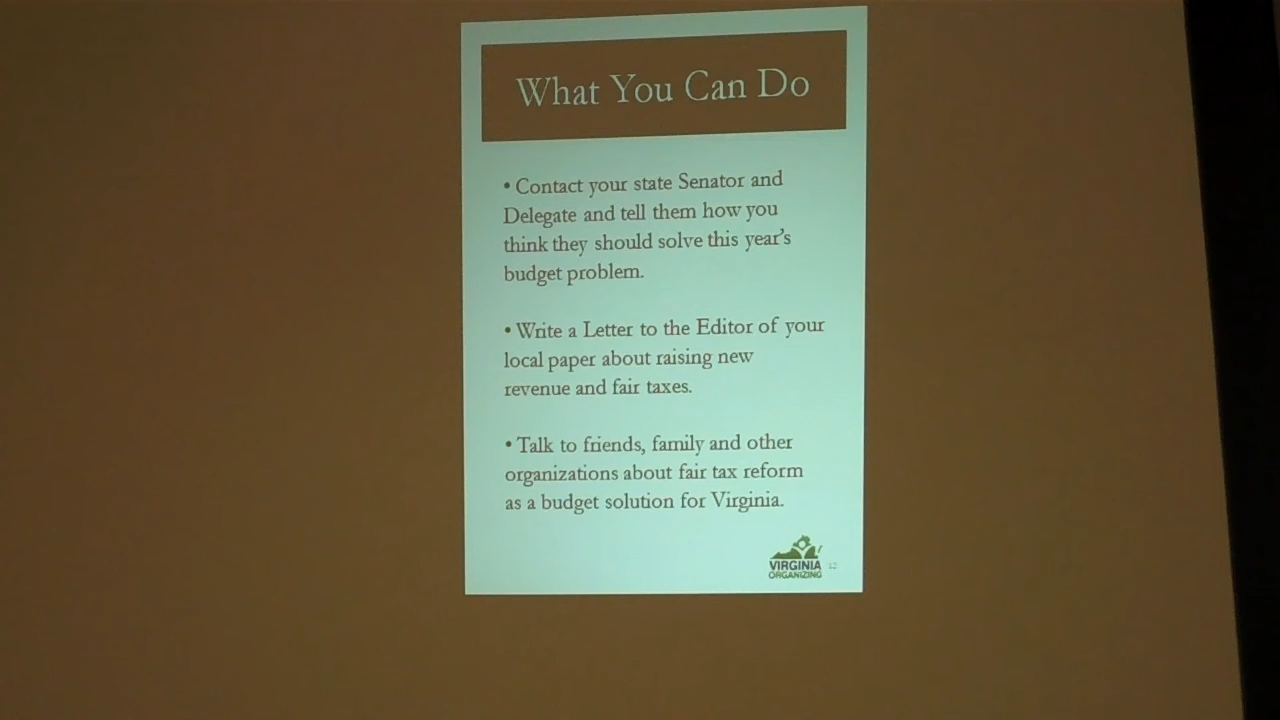 What You Can Do
• Contact your state Senator and
Delegate and tell them how you
think they should solve this year's
budget problem.
• Write a Letter to the Editor of your
local paper about raising new
revenue and fair taxes.
• Talk to friends, family and other
organizations about fair tax reform
as a budget solution for Virginia.
VIRGINIA
ORGANIZING